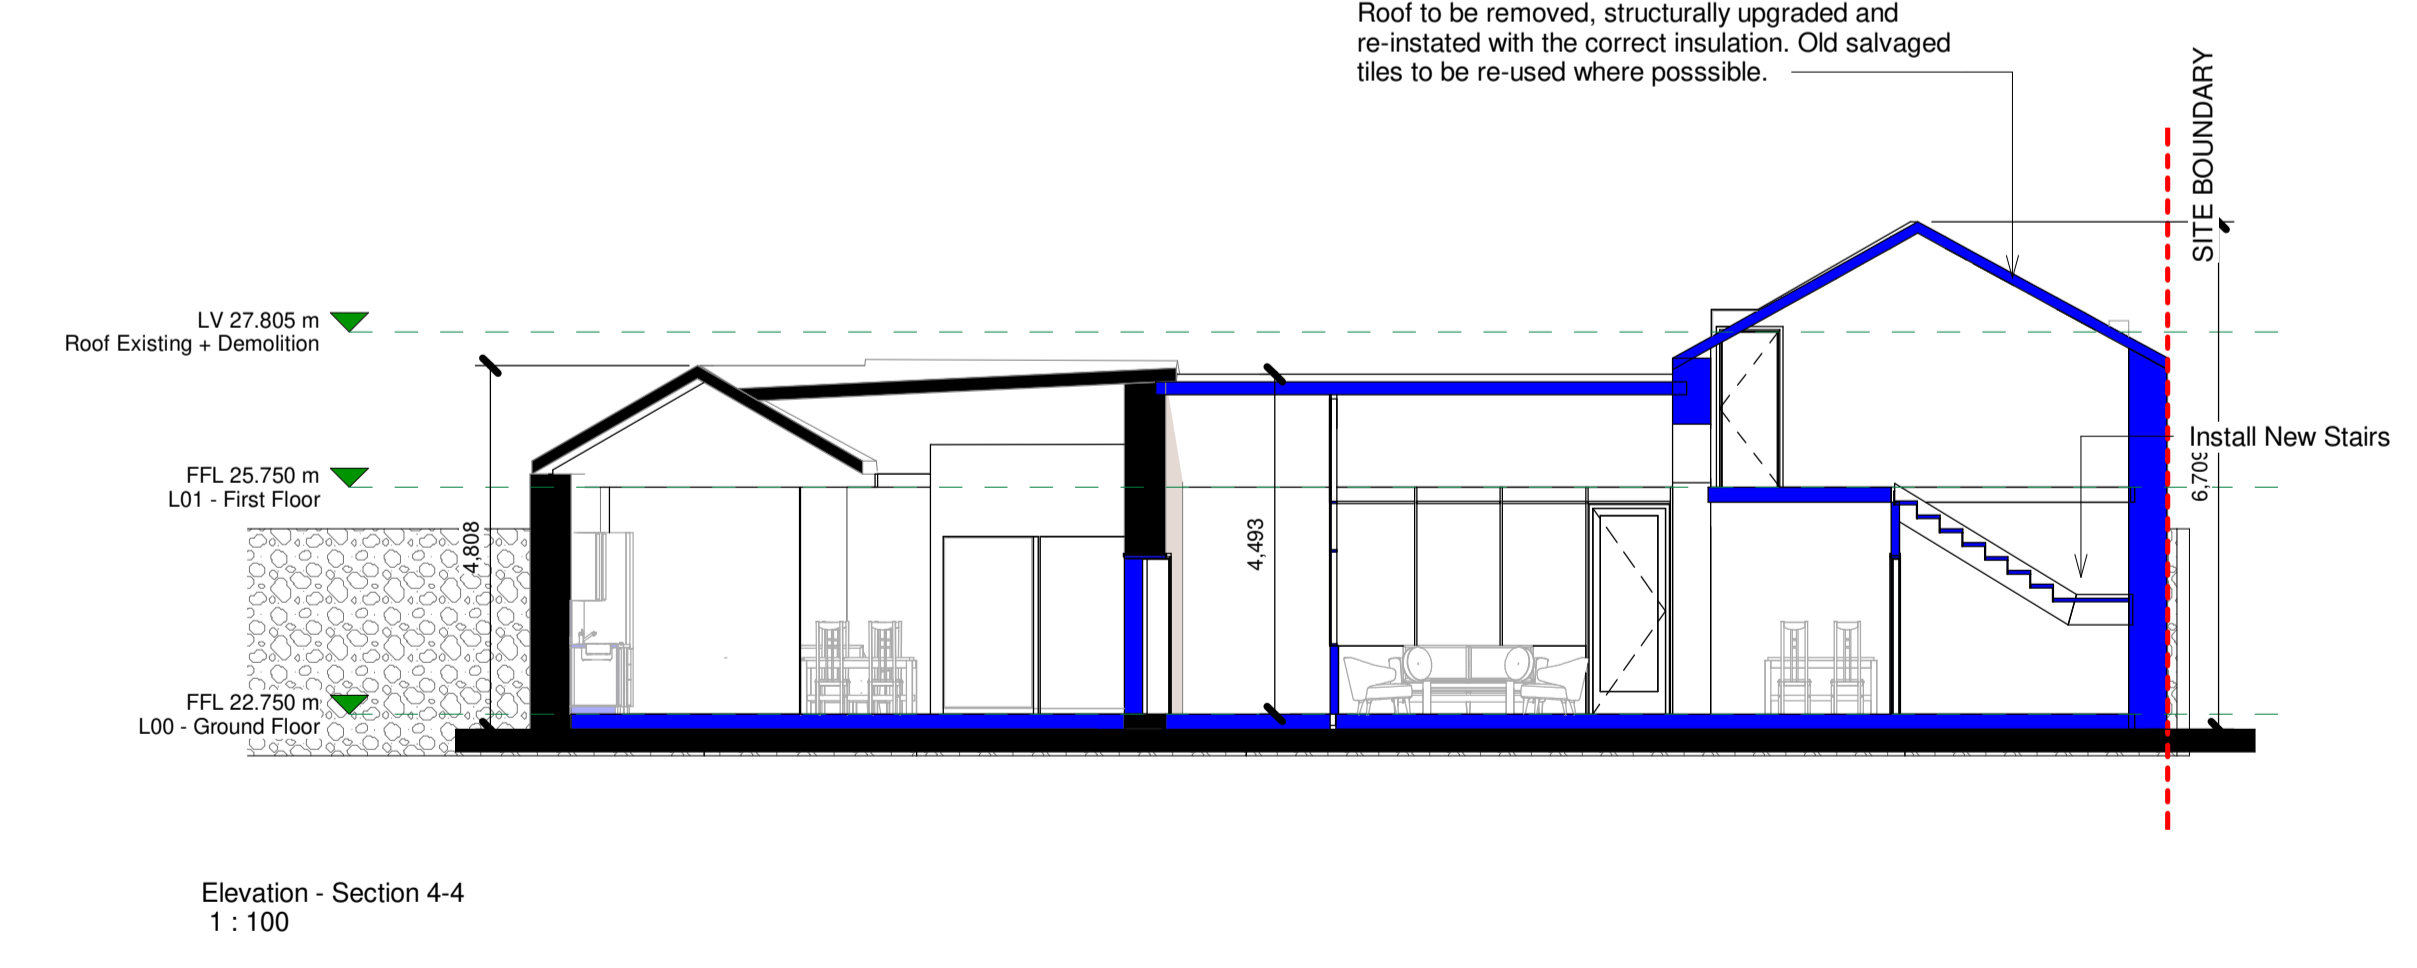 Roof to be removed, structurally upgraded and
re-instated with the correct insulation. Old salvaged
tiles to be re-used where posssible.
SITE BOUNDARY
LV 27.805 m
Roof Existing + Demolition
FFL 25.750 m
L01 - First Floor
Install New Stairs
6,709
4,808
4,493
FFL 22.750 m
L00 - Ground Floor
Elevation - Section 4-4
1 : 100